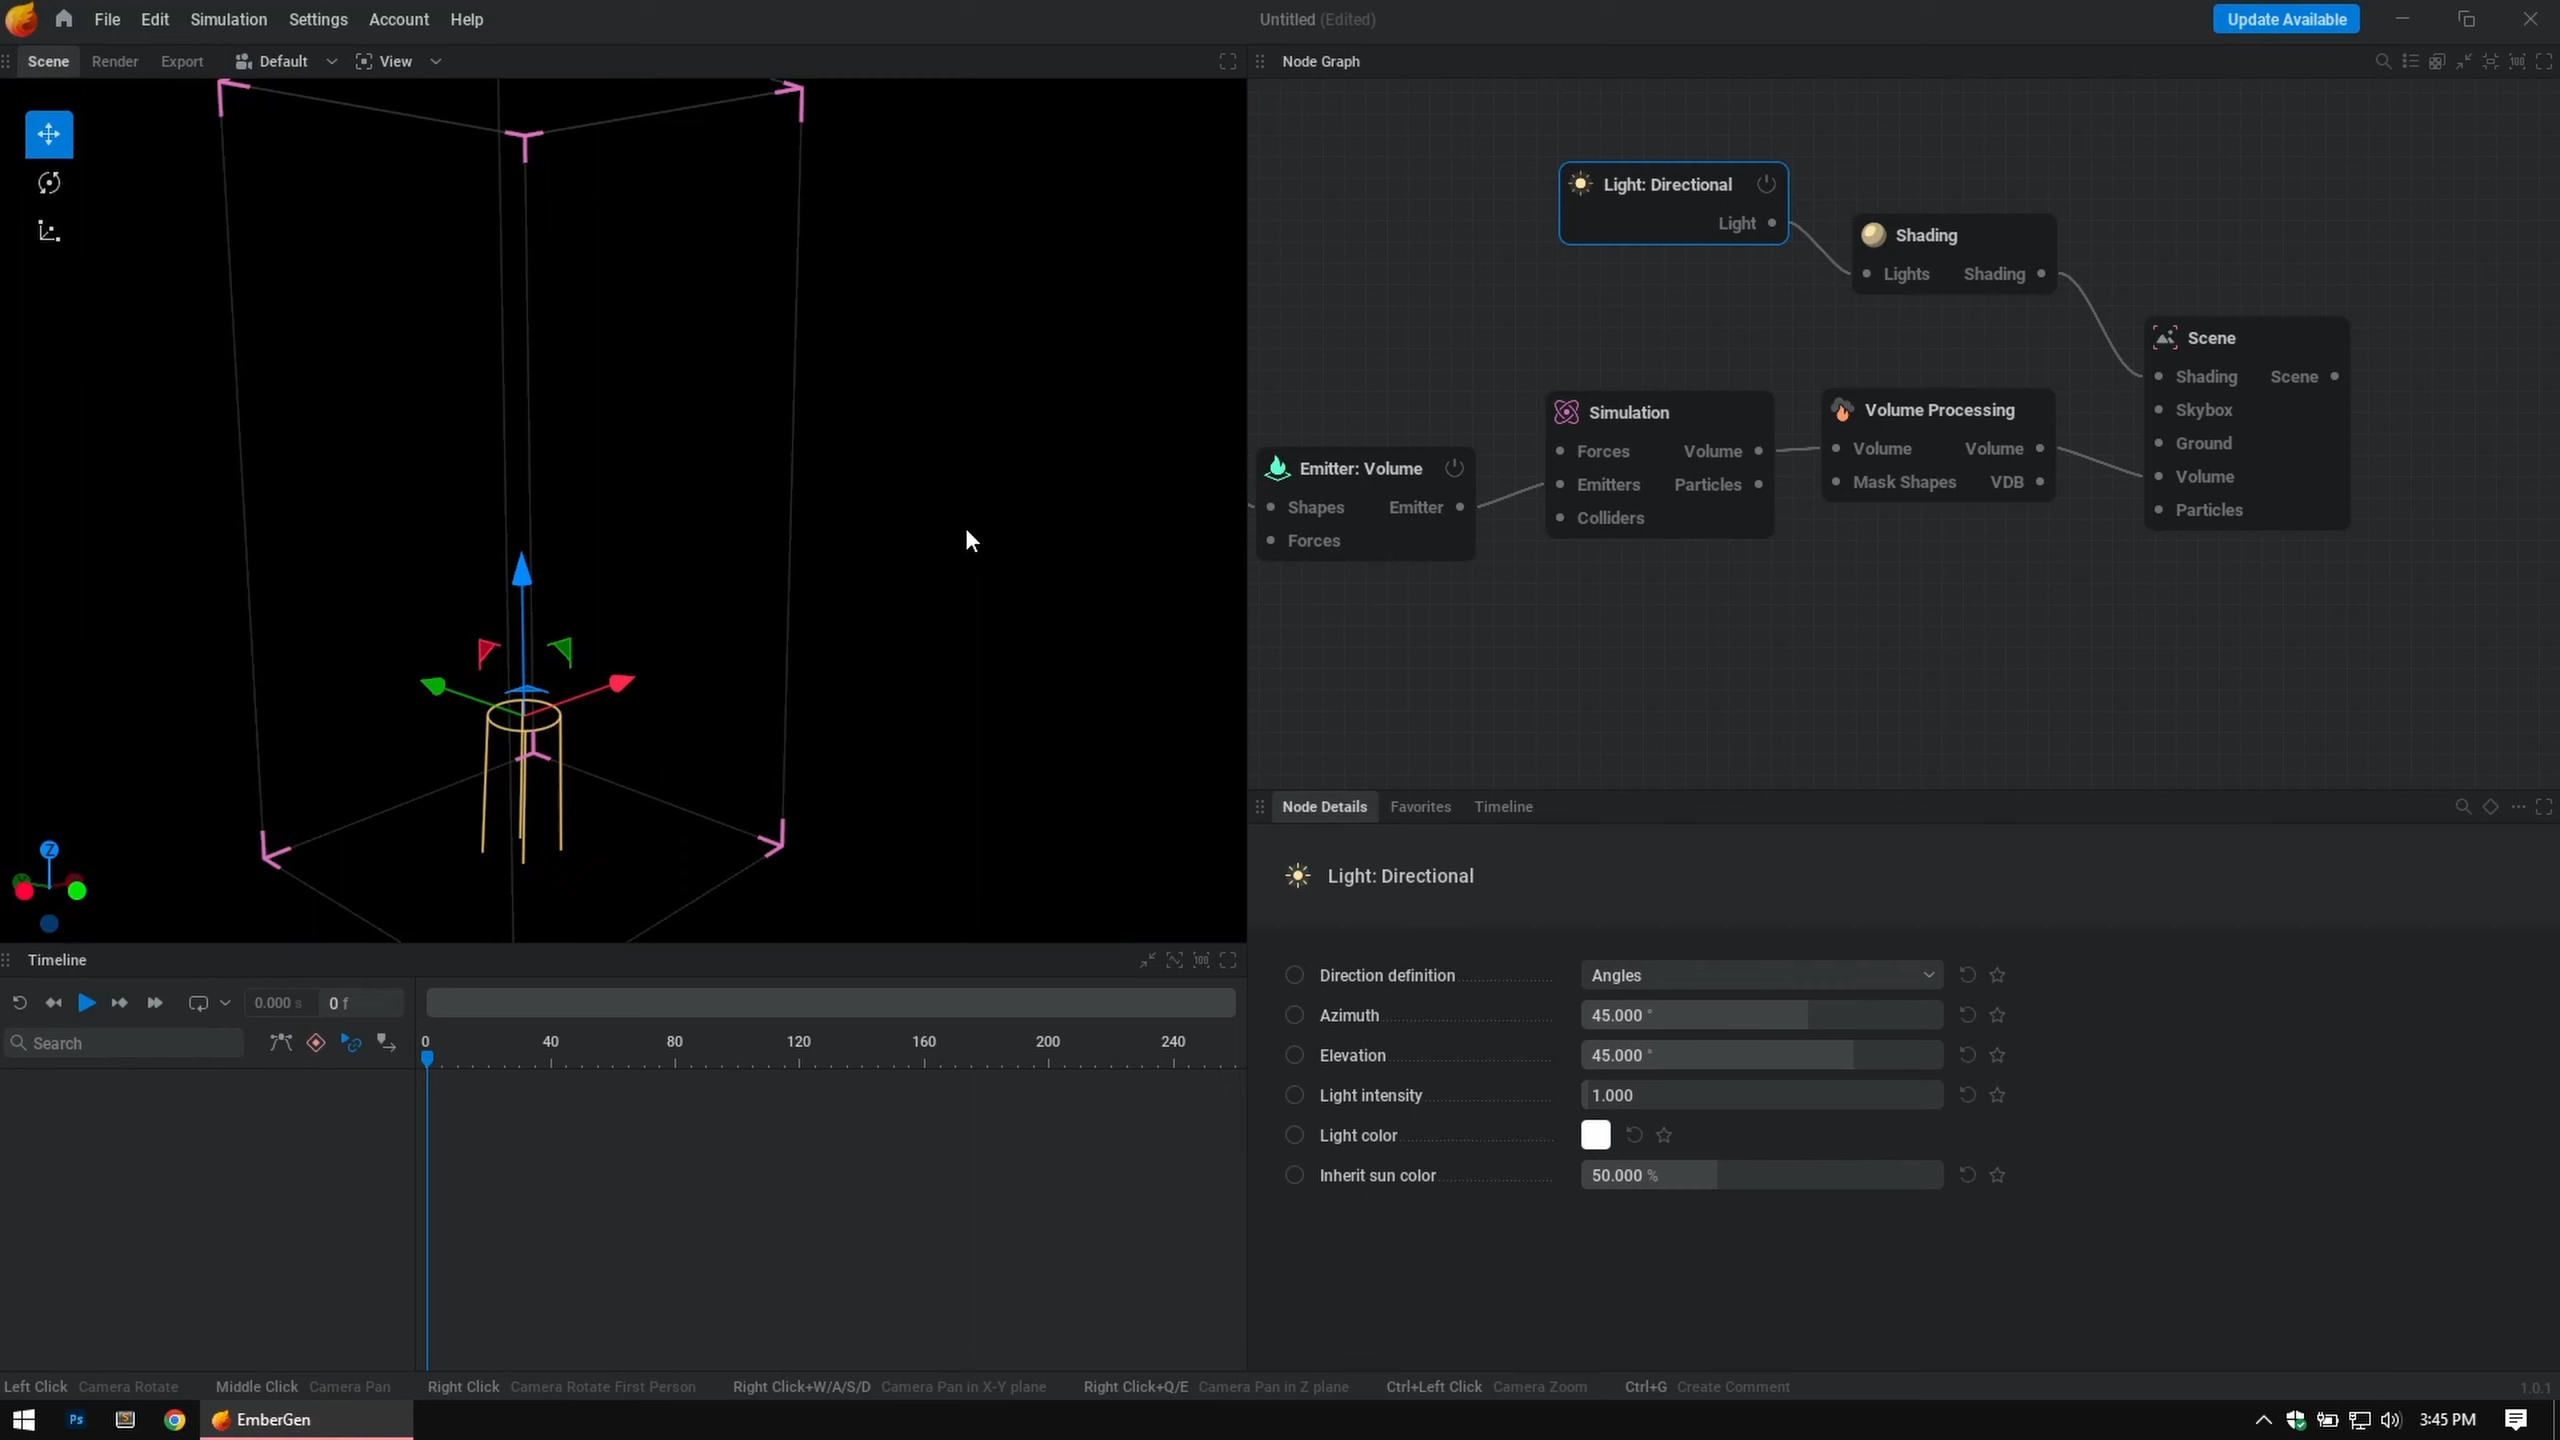 File Edit Simulation Settings Account Help
Untitled (Edited)
Update Available
Scene Render Export Default View
Node Graph
Light: Directional
Light
Shading
Lights Shading
Scene
Shading Scene
Skybox
Ground
Volume
Particles
Simulation
Forces Volume
Emitters Particles
Colliders
Volume Processing
Volume Volume
Mask Shapes VDB
Emitter: Volume
Shapes Emitter
Forces
Z
Node Details Favorites Timeline
Light: Directional
Direction definition Angles
Azimuth 45.000 °
Elevation 45.000 °
Light intensity 1.000
Light color
Inherit sun color 50.000 %
Timeline
0.000 s 0 f
Search
0 40 80 120 160 200 240
Left Click Camera Rotate Middle Click Camera Pan Right Click Camera Rotate First Person Right Click+W/A/S/D Camera Pan in X-Y plane Right Click+Q/E Camera Pan in Z plane Ctrl+Left Click Camera Zoom Ctrl+G Create Comment 1.0.1
Ps S EmberGen 3:45 PM